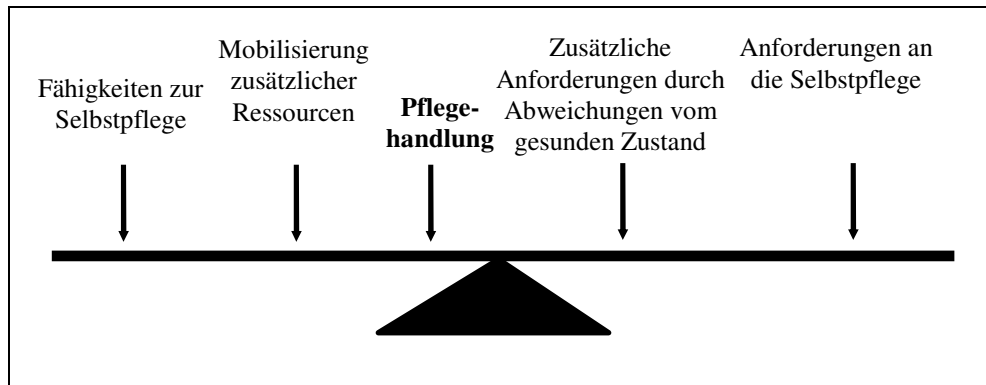 Fähigkeiten zur
Selbstpflege
Mobilisierung
zusätzlicher
Ressourcen
Pflege-
handlung
Zusätzliche
Anforderungen durch
Abweichungen vom
gesunden Zustand
Anforderungen an
die Selbstpflege